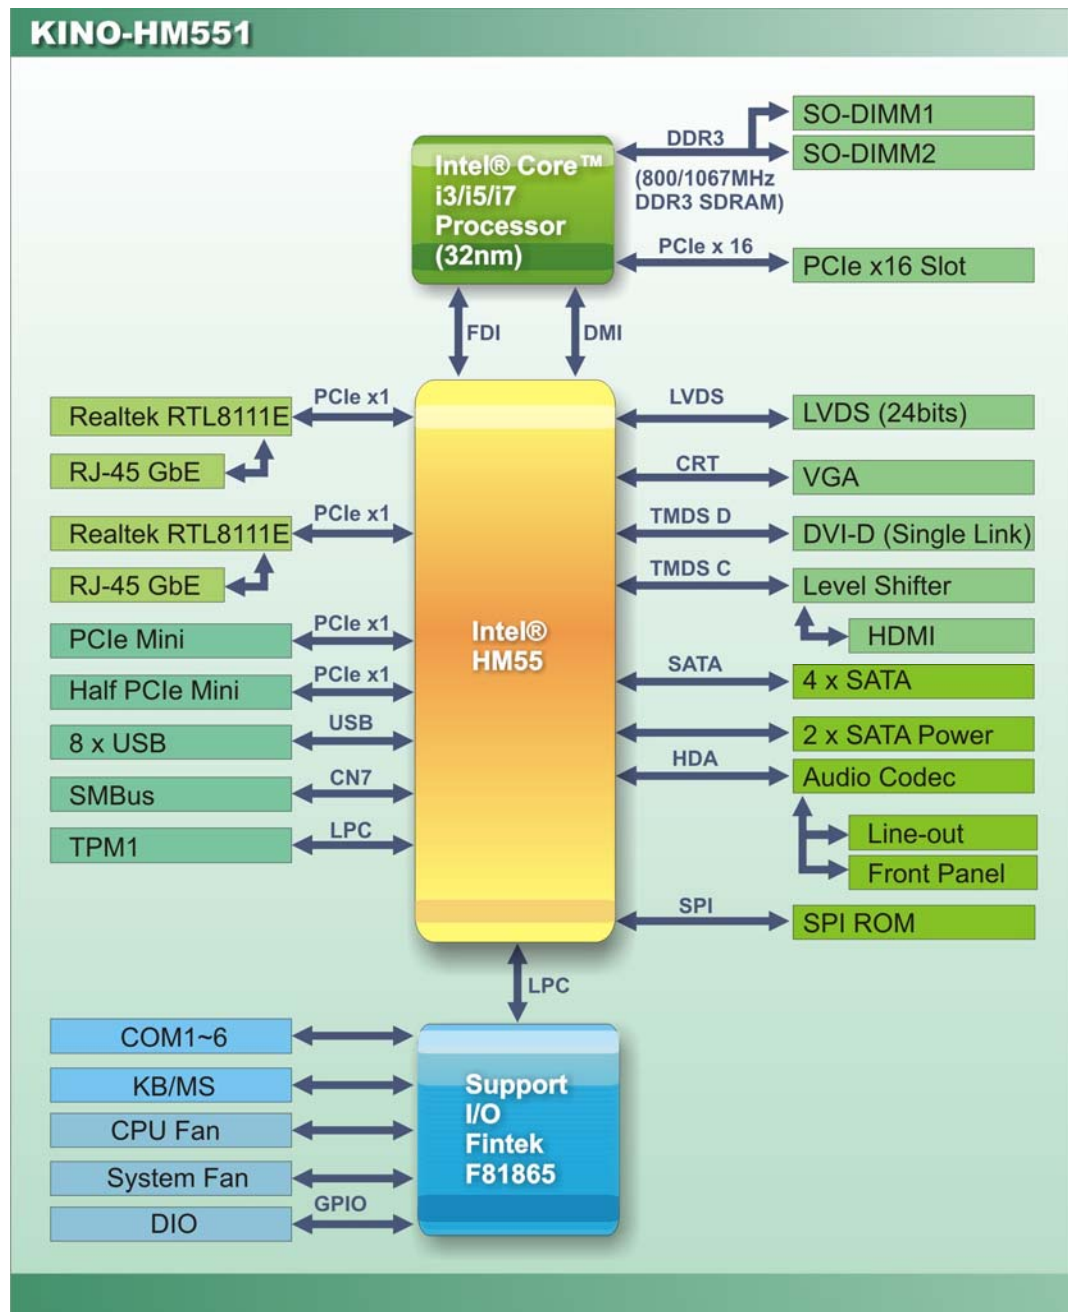 KINO-HM551
Intel® Core™
i3/i5/i7
Processor
(32nm)
DDR3
(800/1067MHz
DDR3 SDRAM)
SO-DIMM1
SO-DIMM2
PCIe x 16
PCIe x16 Slot
FDI
DMI
Realtek RTL8111E
PCIe x1
RJ-45 GbE
Realtek RTL8111E
PCIe x1
RJ-45 GbE
PCIe Mini
PCIe x1
Half PCIe Mini
PCIe x1
8 x USB
USB
SMBus
CN7
TPM1
LPC
Intel®
HM55
LVDS
LVDS (24bits)
CRT
VGA
TMDS D
DVI-D (Single Link)
TMDS C
Level Shifter
HDMI
SATA
4 x SATA
2 x SATA Power
HDA
Audio Codec
Line-out
Front Panel
SPI
SPI ROM
LPC
COM1~6
KB/MS
CPU Fan
System Fan
GPIO
DIO
Support
I/O
Fintek
F81865